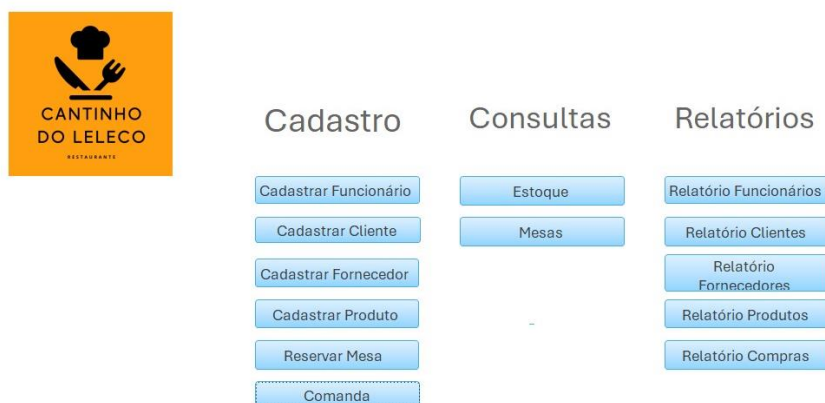 CANTINHO
DO LELECO
RESTAURANTE
Cadastro
Cadastrar Funcionário
Cadastrar Cliente
Cadastrar Fornecedor
Cadastrar Produto
Reservar Mesa
Comanda
Consultas
Estoque
Mesas
Relatórios
Relatório Funcionários
Relatório Clientes
Relatório
Fornecedores
Relatório Produtos
Relatório Compras